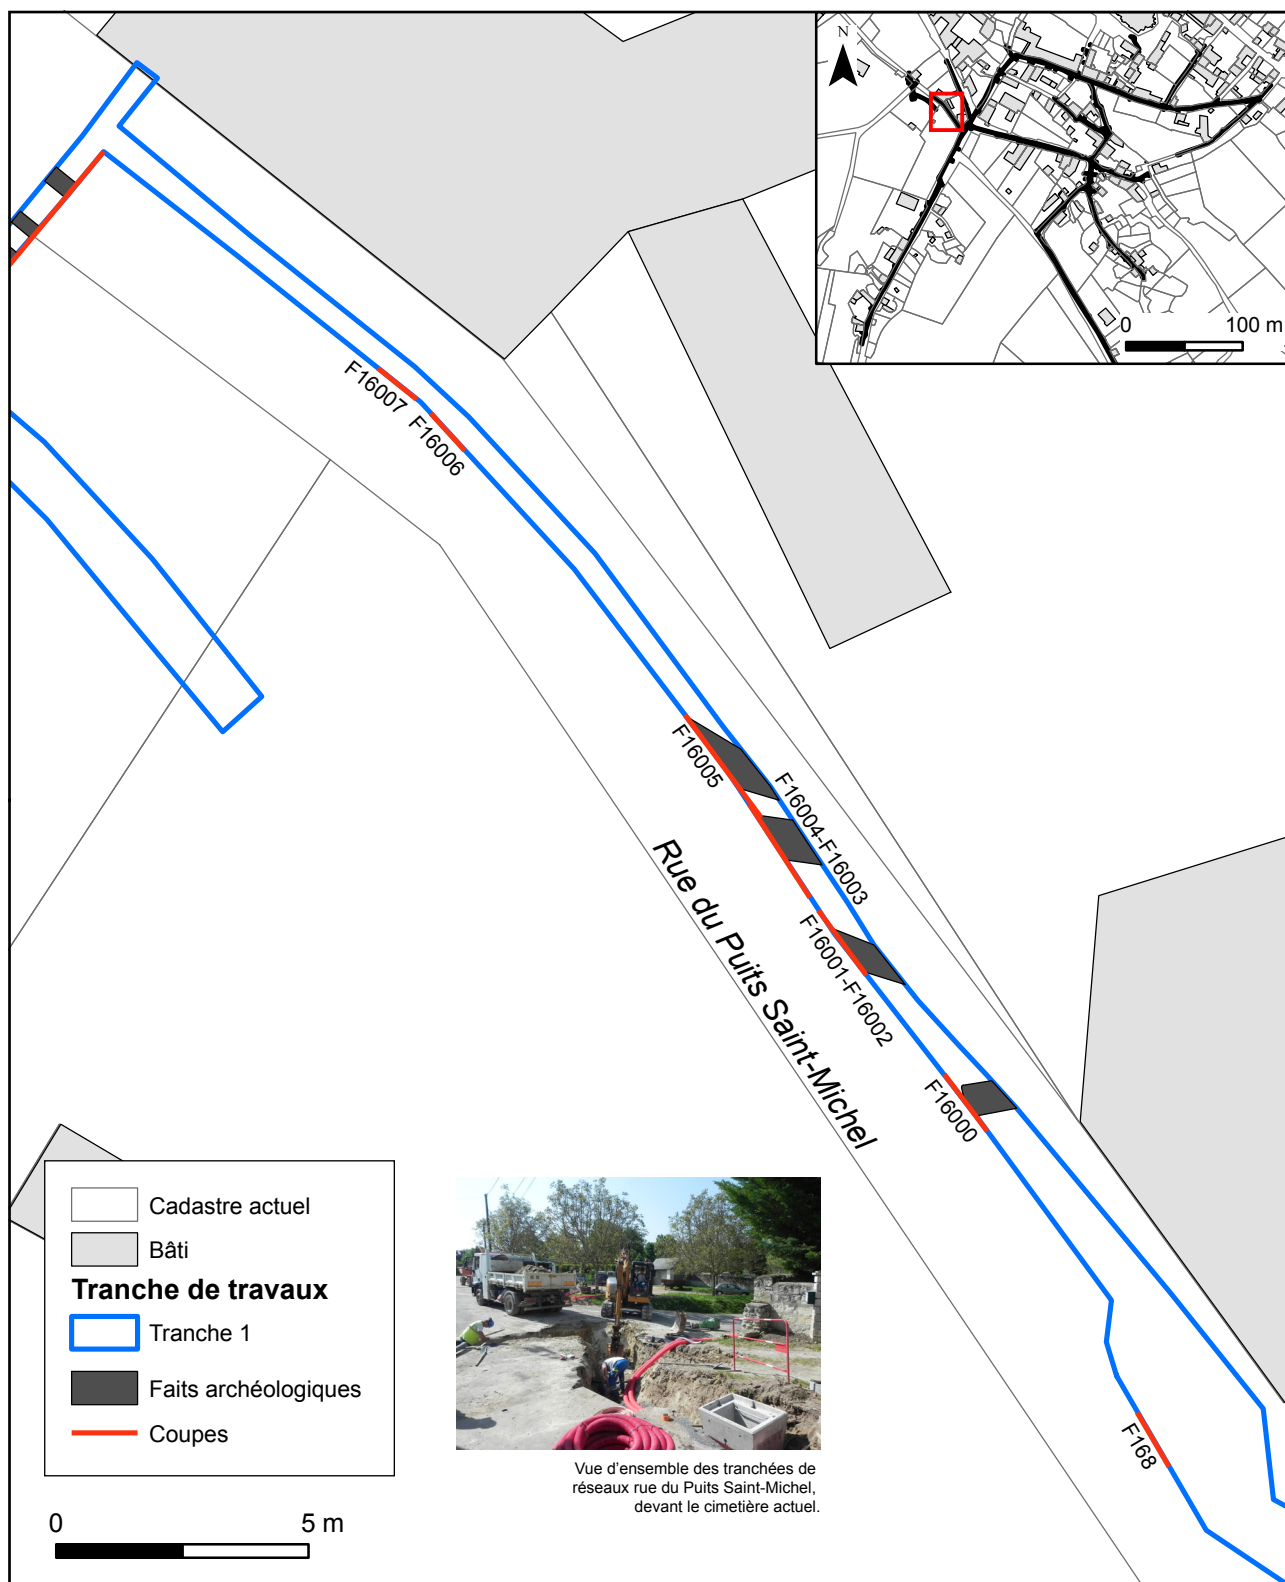 N
0 100 m
F16007
F16006
F16005
F16004-F16003
F16001-F16002
F16000
F168
Rue du Puits Saint-Michel
Cadastre actuel
Bâti
Tranche de travaux
Tranche 1
Faits archéologiques
Coupes
0 5 m
Vue d'ensemble des tranchées de
réseaux rue du Puits Saint-Michel,
devant le cimetière actuel.